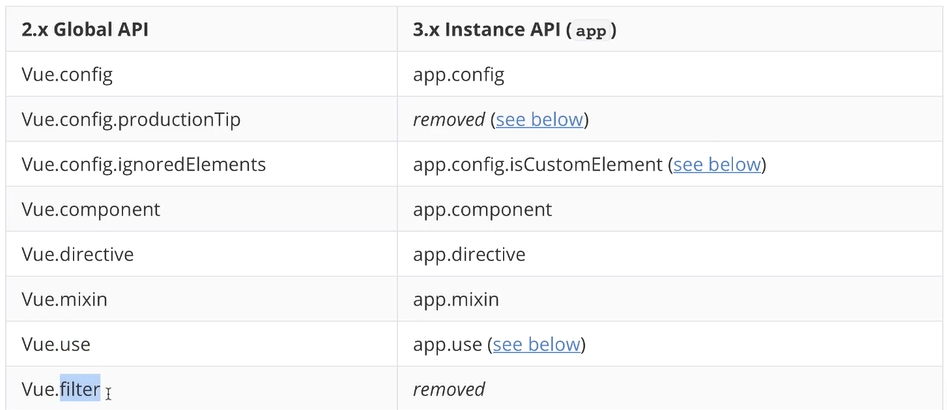 2.x Global API 3.x Instance API (app)
Vue.config app.config
Vue.config.productionTip removed (see below)
Vue.config.ignoredElements app.config.isCustomElement (see below)
Vue.component app.component
Vue.directive app.directive
Vue.mixin app.mixin
Vue.use app.use (see below)
Vue.filter removed